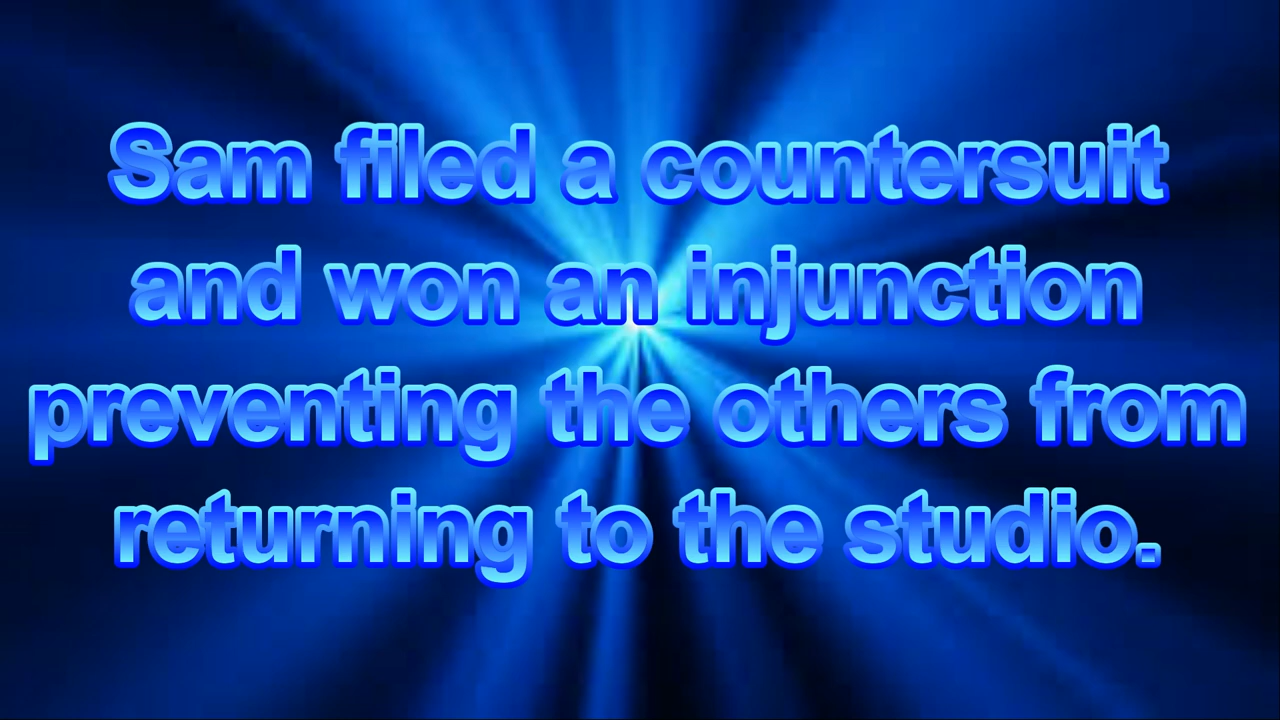 Sam filed a countersuit
and won an injunction
preventing the others from
returning to the studio.